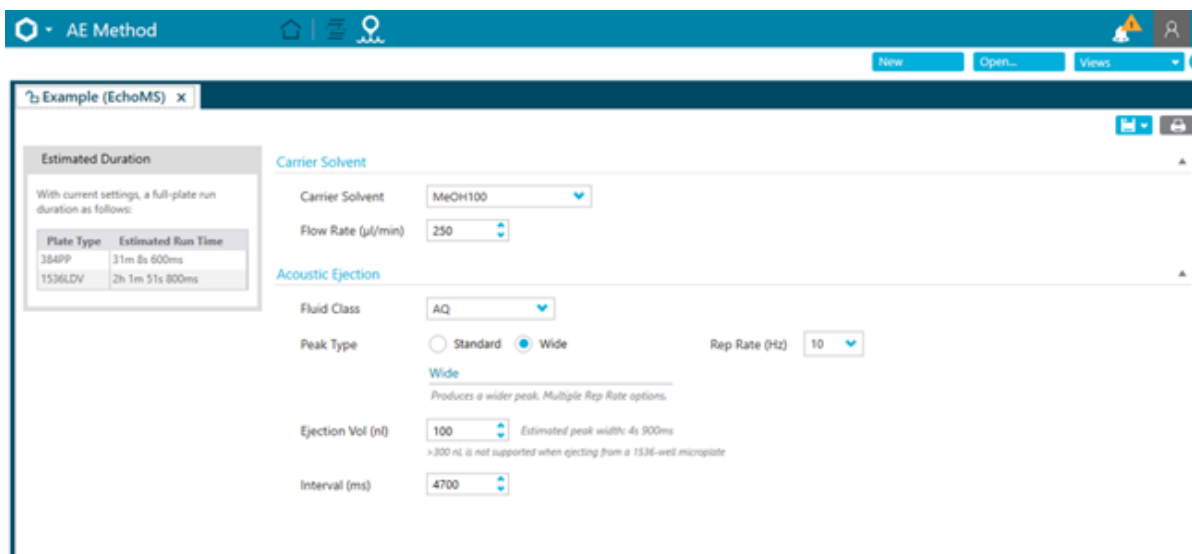 AE Method
New
Open...
Views
Example (EchoMS) x
Estimated Duration
With current settings, a full-plate run
duration as follows:
Plate Type Estimated Run Time
384PP 31m 8s 600ms
1536LDV 2h 1m 51s 800ms
Carrier Solvent
Carrier Solvent MeOH100
Flow Rate (µl/min) 250
Acoustic Ejection
Fluid Class AQ
Peak Type Standard Wide Rep Rate (Hz) 10
Wide
Produces a wider peak. Multiple Rep Rate options.
Ejection Vol (nl) 100 Estimated peak width: 4s 900ms
>300 nL is not supported when ejecting from a 1536-well microplate
Interval (ms) 4700